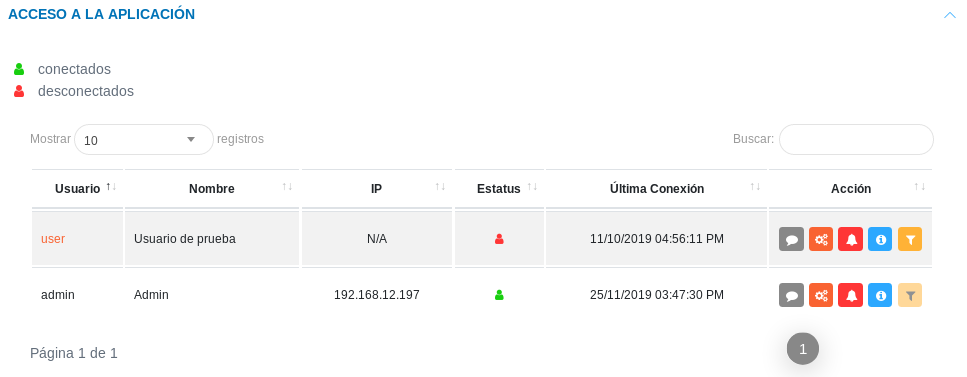 ACCESO A LA APLICACIÓN
conectados
desconectados
Mostrar 10 registros Buscar:
Usuario Nombre IP Estatus Última Conexión Acción
user Usuario de prueba N/A 11/10/2019 04:56:11 PM
admin Admin 192.168.12.197 25/11/2019 03:47:30 PM
Página 1 de 1 1